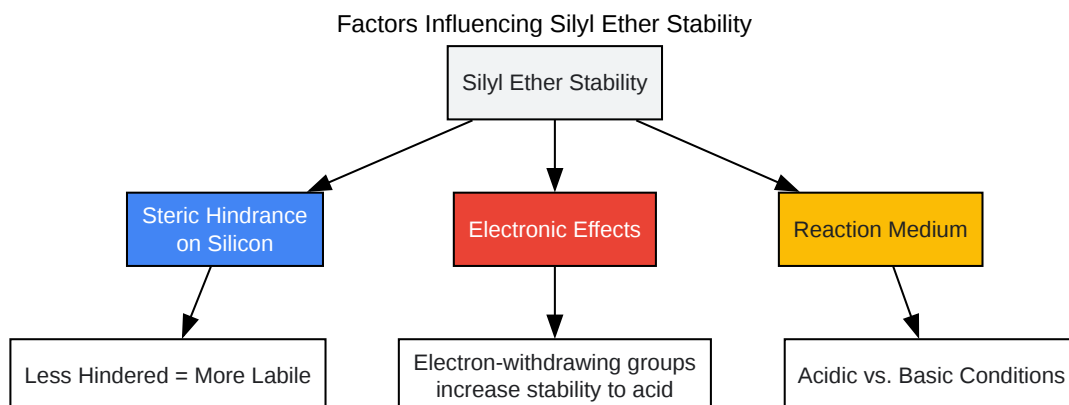 Factors Influencing Silyl Ether Stability
Silyl Ether Stability
Steric Hindrance
on Silicon
Electronic Effects
Reaction Medium
Less Hindered = More Labile
Electron-withdrawing groups
increase stability to acid
Acidic vs. Basic Conditions